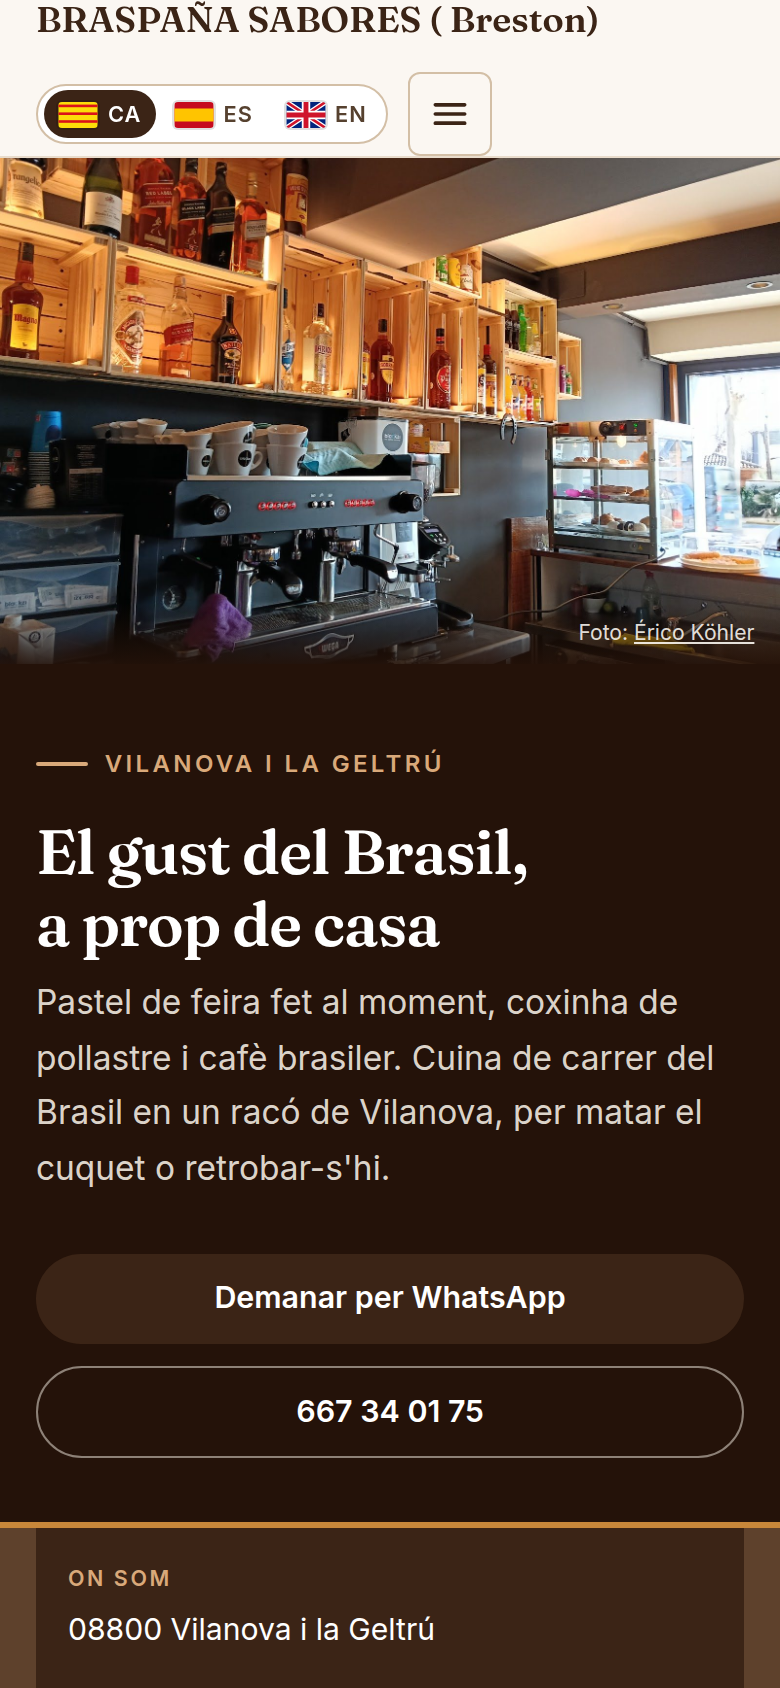 BRASPAÑA SABORES ( Breston)
CA ES EN
Magno
RED LABEL
Foto: Érico Köhler
VILANOVA I LA GELTRÚ
El gust del Brasil,
a prop de casa
Pastel de feira fet al moment, coxinha de
pollastre i cafè brasiler. Cuina de carrer del
Brasil en un racó de Vilanova, per matar el
cuquet o retrobar-s'hi.
Demanar per WhatsApp
667 34 01 75
ON SOM
08800 Vilanova i la Geltrú